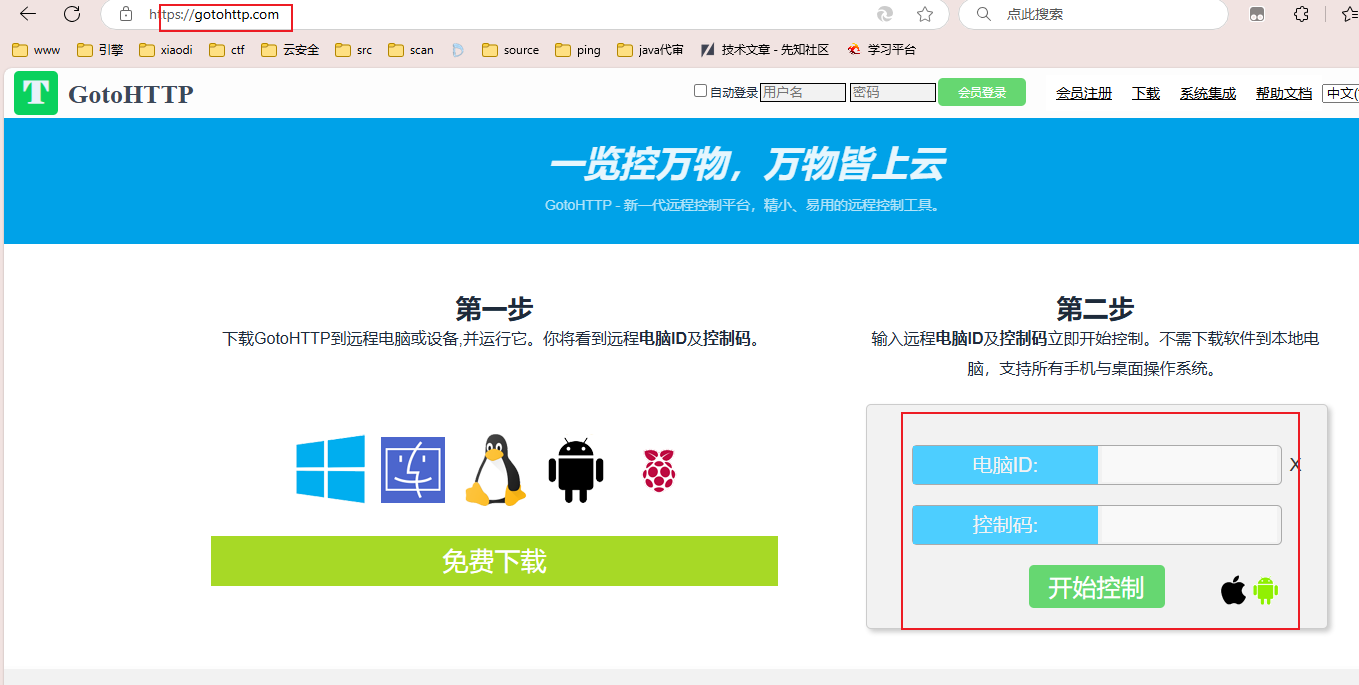 https://gotohttp.com
点此搜索
www 引擎 xiaodi ctf 云安全 src scan source ping java代审 技术文章 - 先知社区 学习平台
T GotoHTTP 自动登录 用户名 密码 会员登录 会员注册 下载 系统集成 帮助文档 中文(
一览控万物，万物皆上云
GotoHTTP - 新一代远程控制平台，精小、易用的远程控制工具。
第一步
下载GotoHTTP到远程电脑或设备,并运行它。你将看到远程电脑ID及控制码。
免费下载
第二步
输入远程电脑ID及控制码立即开始控制。不需下载软件到本地电
脑，支持所有手机与桌面操作系统。
电脑ID: X
控制码:
开始控制